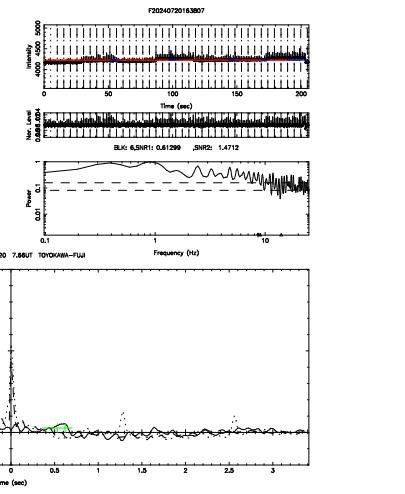 F20240720163807
5000
4500
4000
Intensity
0
50
100
150
200
Time (sec)
Nor. Level
BLK: 6,SNR1: 0.61299 ,SNR2: 1.4712
1
0.1
0.01
Power
0.1
1
10
Frequency (Hz)
20 7.66UT TOYOKAWA-FUJI
0
0.5
1
1.5
2
2.5
3
me (sec)